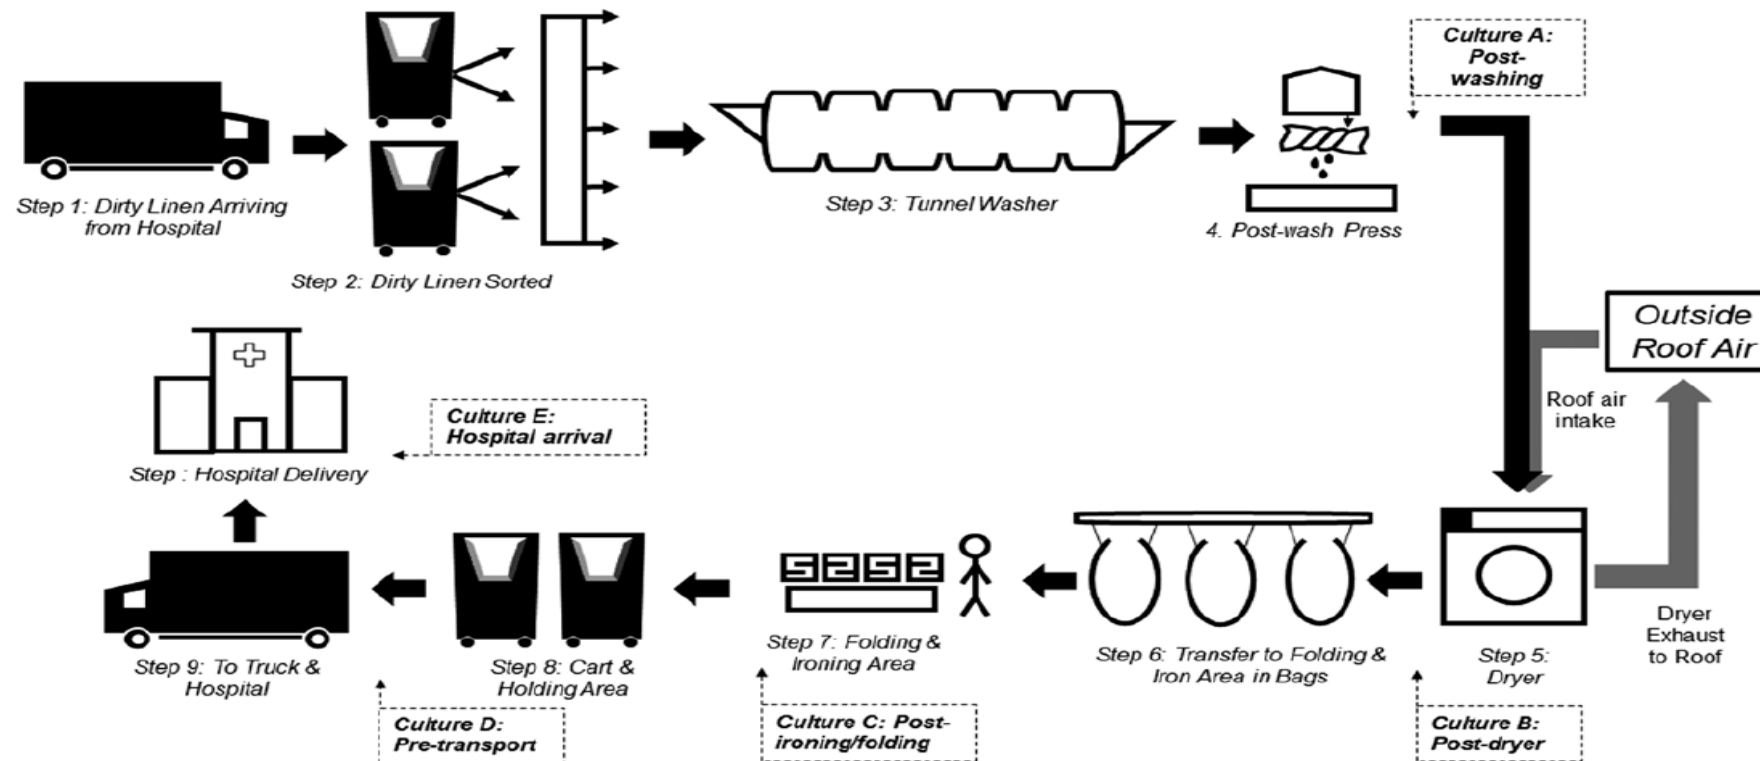 Culture A:
Post-
washing
Step 1: Dirty Linen Arriving
from Hospital
Step 2: Dirty Linen Sorted
Step 3: Tunnel Washer
4. Post-wash Press
Outside
Roof Air
Roof air
intake
Dryer
Exhaust
to Roof
Step 5:
Dryer
Culture B:
Post-dryer
Step 6: Transfer to Folding &
Iron Area in Bags
Step 7: Folding &
Ironing Area
Culture C: Post-
ironing/folding
Step 8: Cart &
Holding Area
Culture D:
Pre-transport
Step 9: To Truck &
Hospital
Step : Hospital Delivery
Culture E:
Hospital arrival